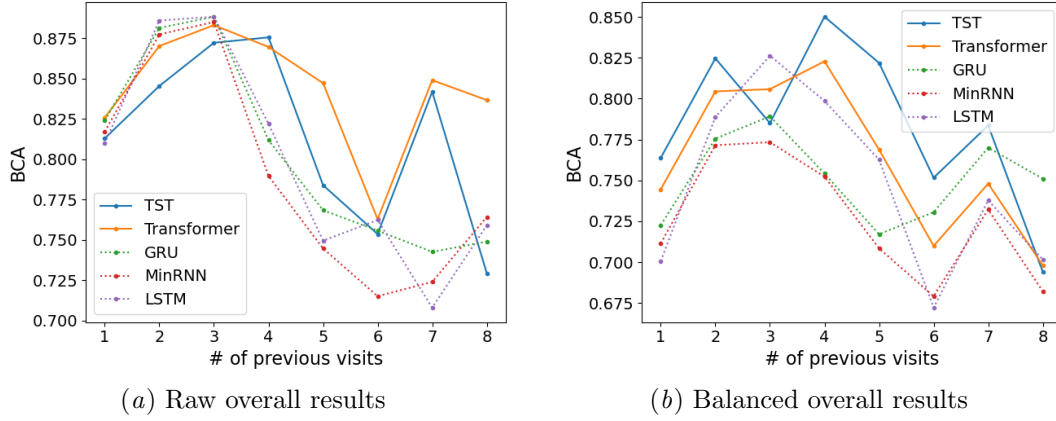 0.875
0.850
0.825
0.800
0.775
0.750
0.725
0.700
BCA
TST
Transformer
GRU
MinRNN
LSTM
1 2 3 4 5 6 7 8
# of previous visits
(a) Raw overall results
0.850
0.825
0.800
0.775
0.750
0.725
0.700
0.675
BCA
TST
Transformer
GRU
MinRNN
LSTM
1 2 3 4 5 6 7 8
# of previous visits
(b) Balanced overall results